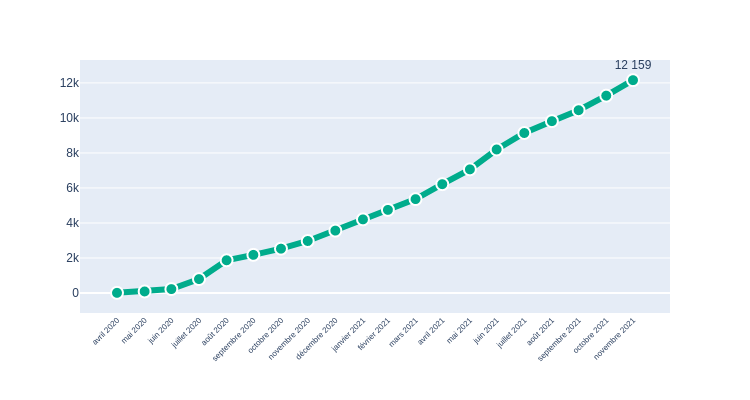 12 159
12k
10k
8k
6k
4k
2k
0
avril 2020
mai 2020
juin 2020
juillet 2020
août 2020
septembre 2020
octobre 2020
novembre 2020
décembre 2020
janvier 2021
février 2021
mars 2021
avril 2021
mai 2021
juin 2021
juillet 2021
août 2021
septembre 2021
octobre 2021
novembre 2021